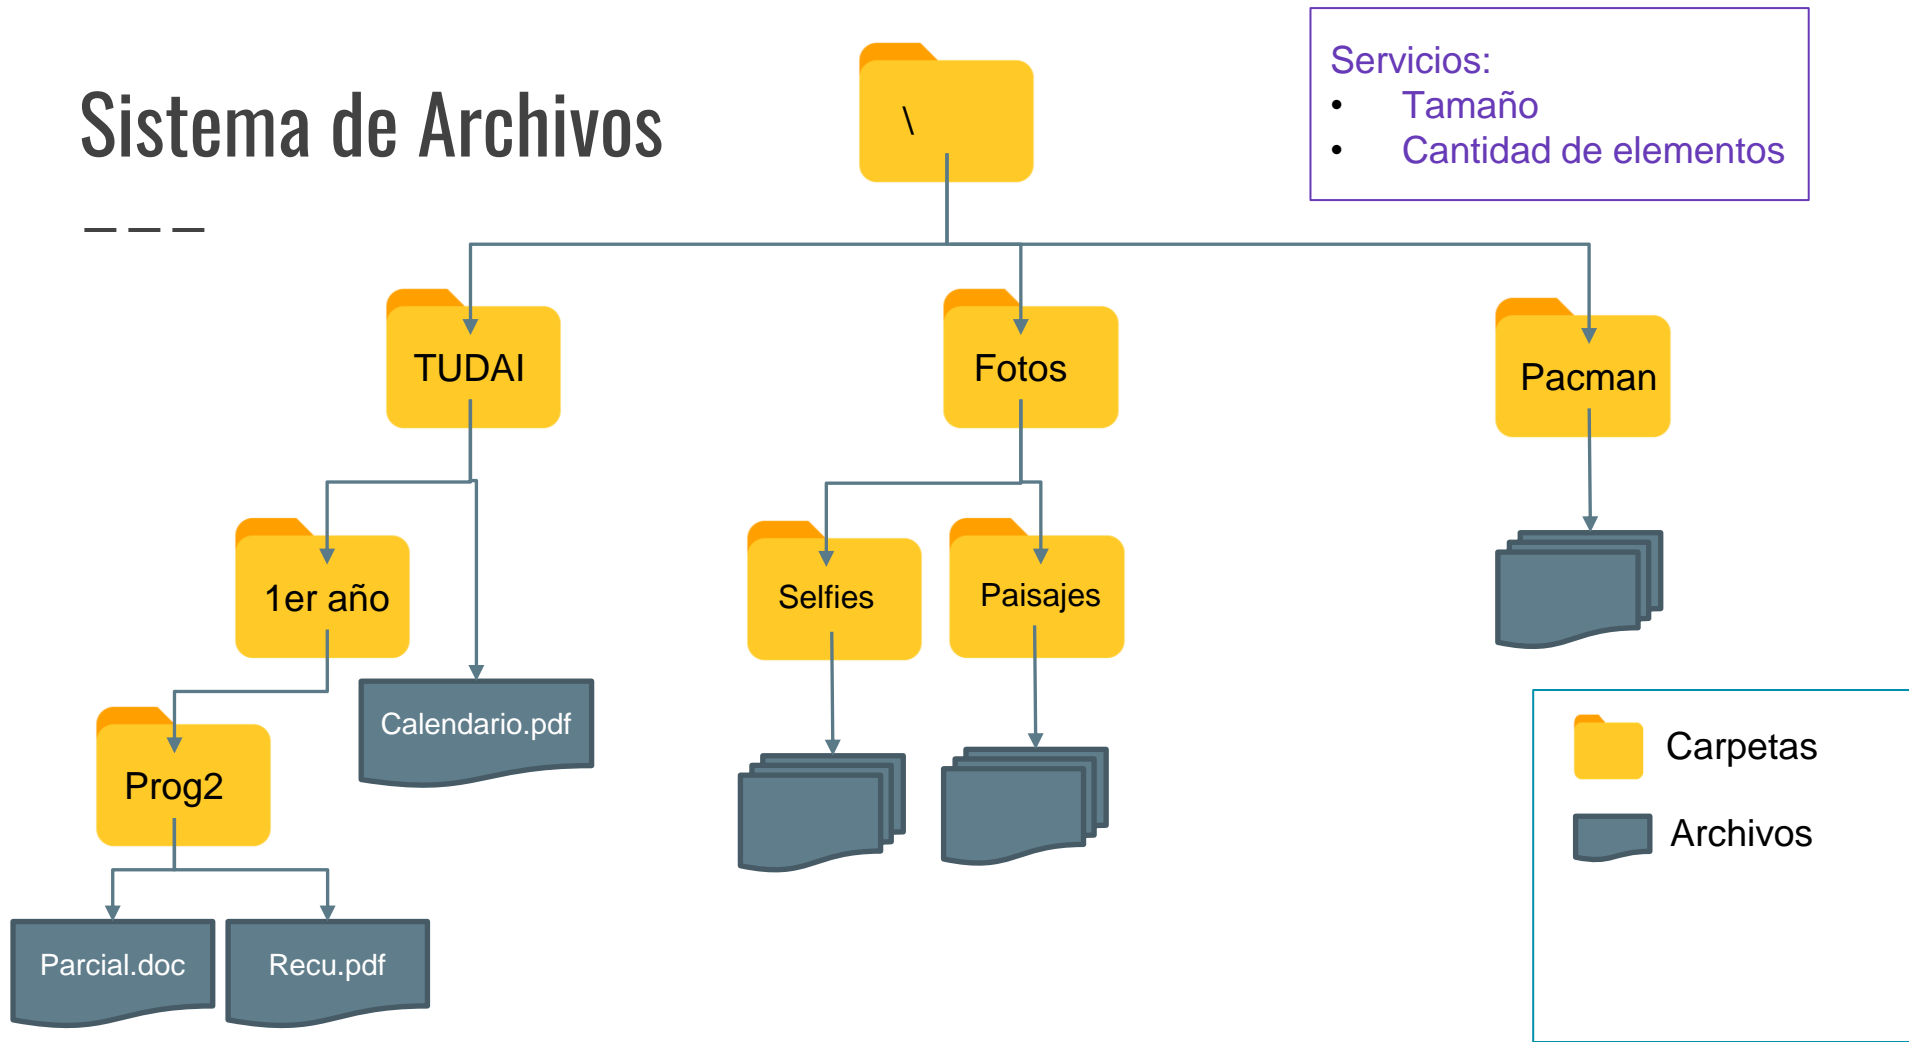 Sistema de Archivos
\
Servicios:
• Tamaño
• Cantidad de elementos
TUDAI
Fotos
Pacman
1er año
Selfies
Paisajes
Calendario.pdf
Prog2
Carpetas
Archivos
Parcial.doc
Recu.pdf